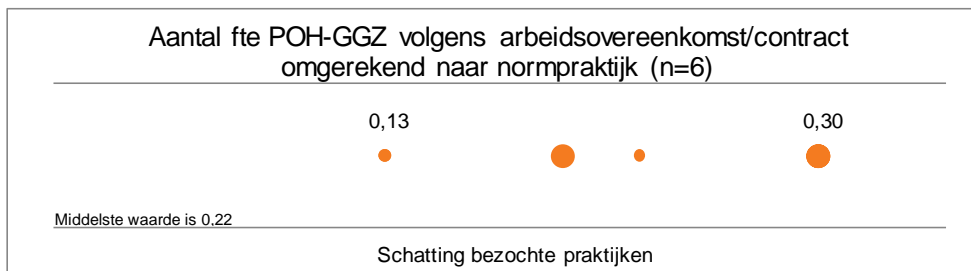 Aantal fte POH-GGZ volgens arbeidsovereenkomst/contract
omgerekend naar normpraktijk (n=6)
0,13 0,30
Middelste waarde is 0,22
Schatting bezochte praktijken